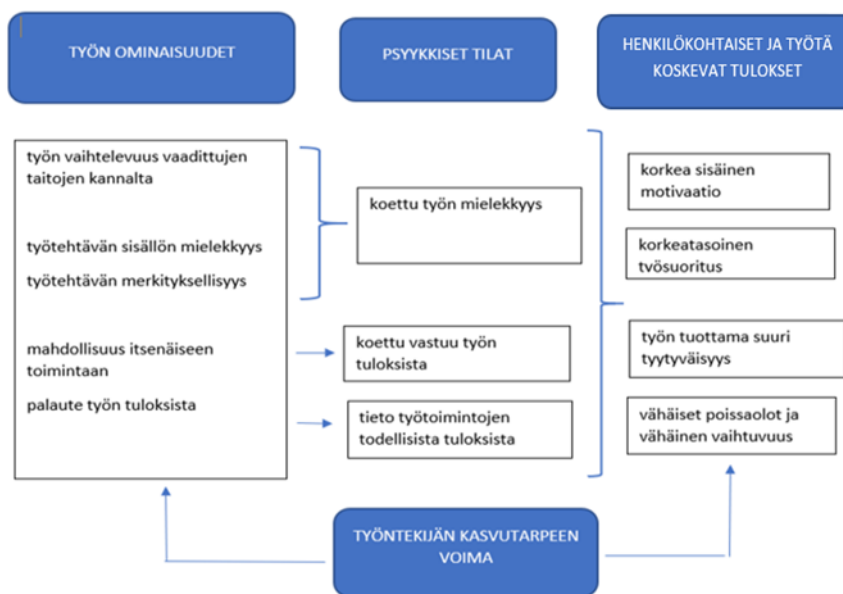 TYÖN OMINAISUUDET
PSYYKKISET TILAT
HENKILÖKOHTAISET JA TYÖTÄ
KOSKEVAT TULOKSET
työn vaihtelevuus vaadittujen
taitojen kannalta
työtehtävän sisällön mielekkyys
työtehtävän merkityksellisyys
mahdollisuus itsenäiseen
toimintaan
palaute työn tuloksista
koettu työn mielekkyys
koettu vastuu työn
tuloksista
tieto työtoimintojen
todellisista tuloksista
korkea sisäinen
motivaatio
korkeatasoinen
työsuoritus
työn tuottama suuri
tyytyväisyys
vähäiset poissaolot ja
vähäinen vaihtuvuus
TYÖNTEKIJÄN KASVUTARPEEN
VOIMA